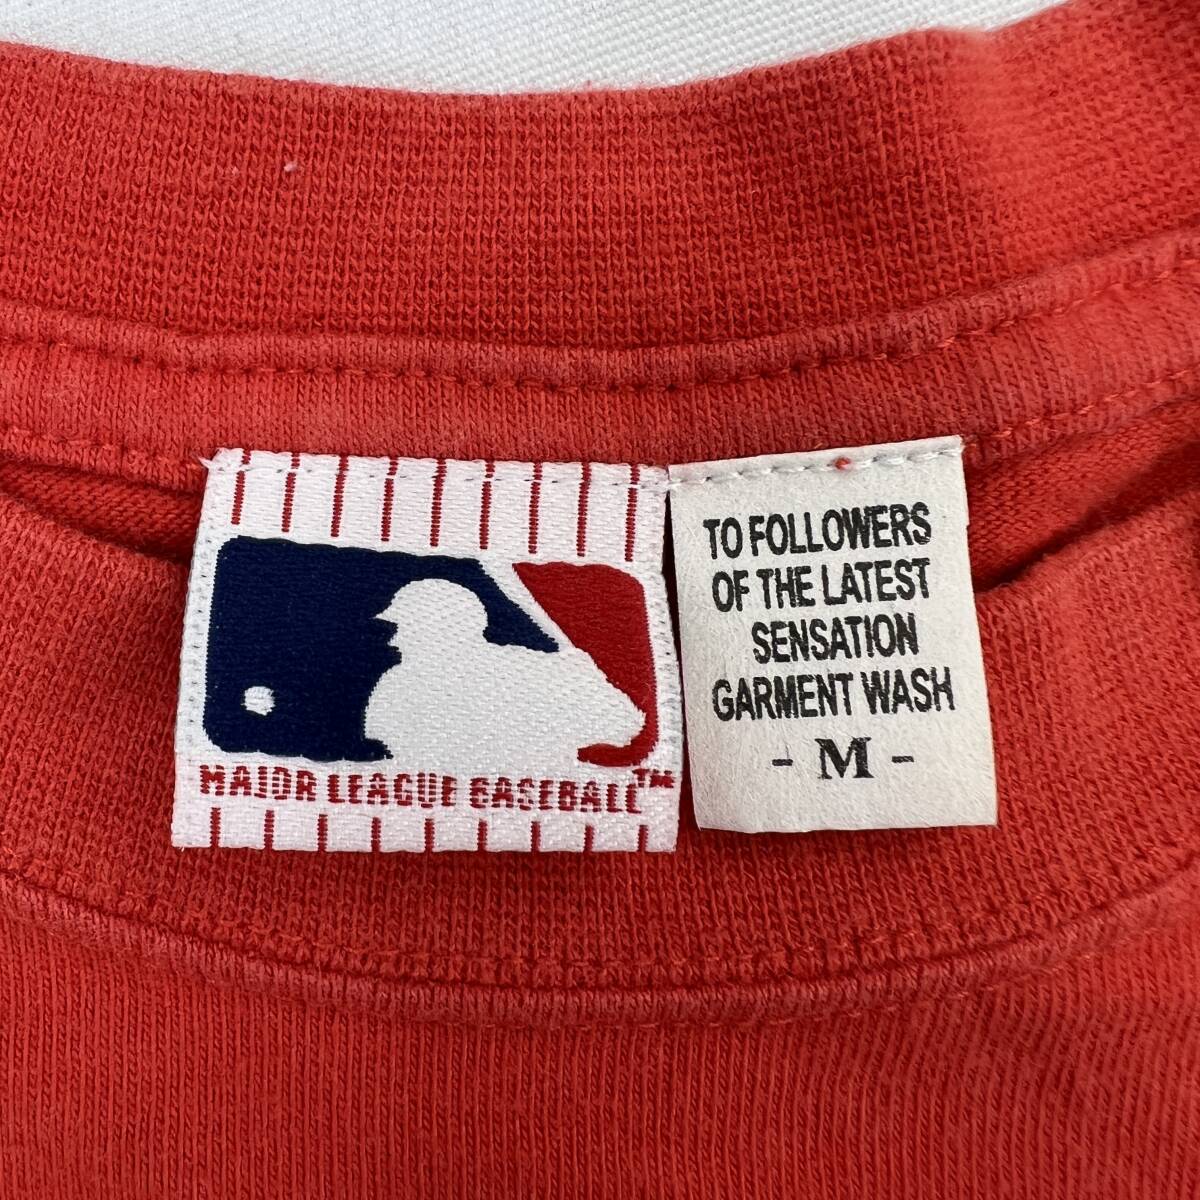 MAJOR LEAGUE BASEBALL™
TO FOLLOWERS
OF THE LATEST
SENSATION
GARMENT WASH
- M -